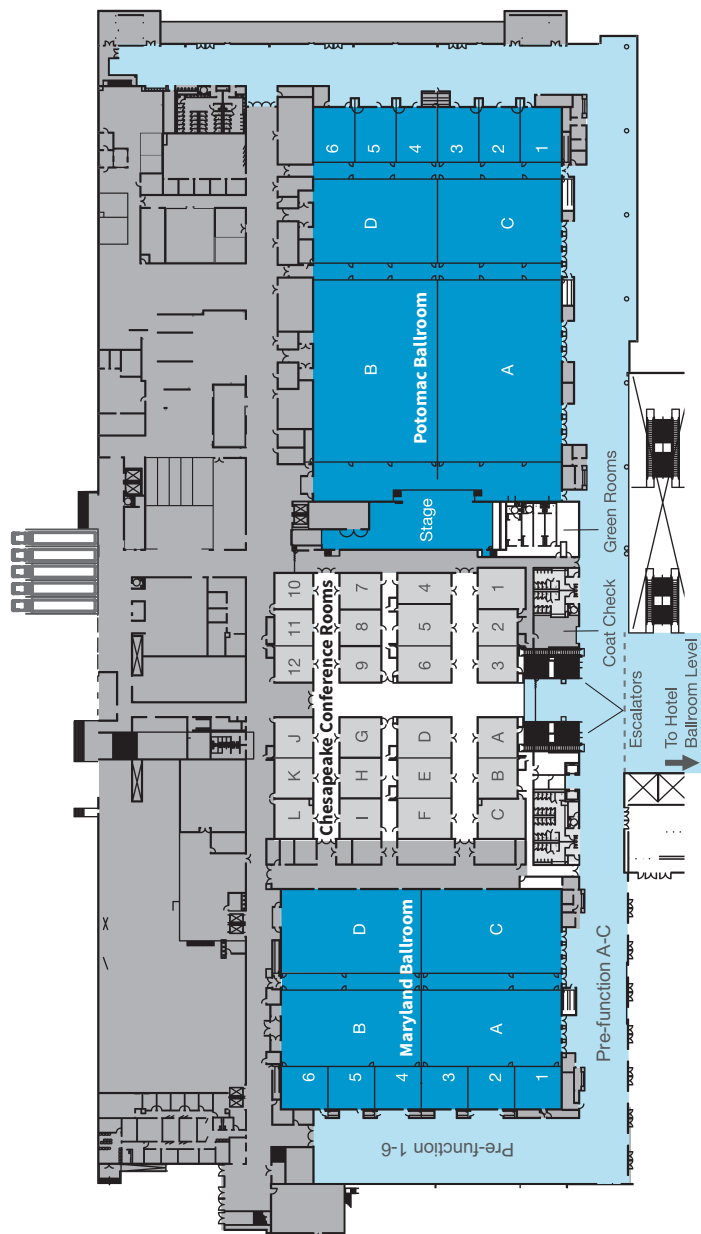 6
5
4
3
2
1
D
C
Potomac Ballroom
B
A
Stage
Green Rooms
Coat Check
Escalators
To Hotel
Ballroom Level
Chesapeake Conference Rooms
10
7
4
1
11
8
5
2
12
9
6
3
J
G
D
A
K
H
E
B
L
I
F
C
Maryland Ballroom
D
C
B
A
6
5
4
3
2
1
Pre-function A-C
Pre-function 1-6